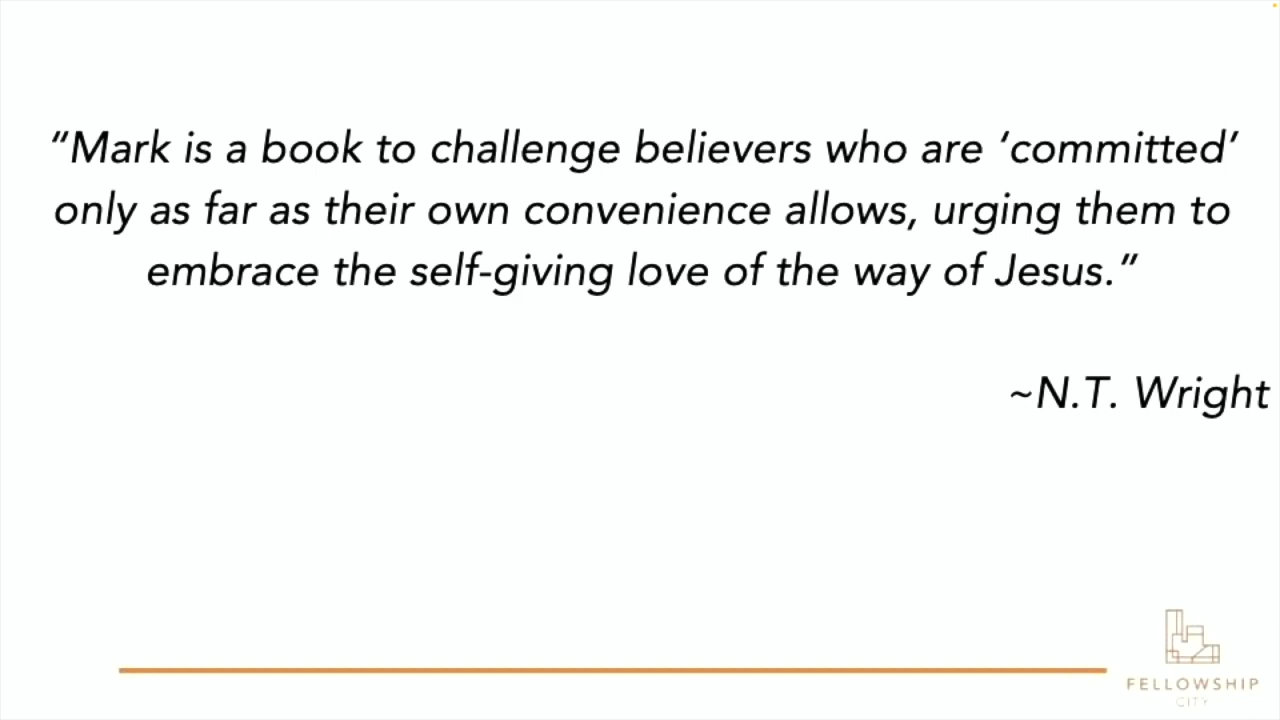 “Mark is a book to challenge believers who are ‘committed’
only as far as their own convenience allows, urging them to
embrace the self-giving love of the way of Jesus.”
~N.T. Wright
FELLOWSHIP
CITY